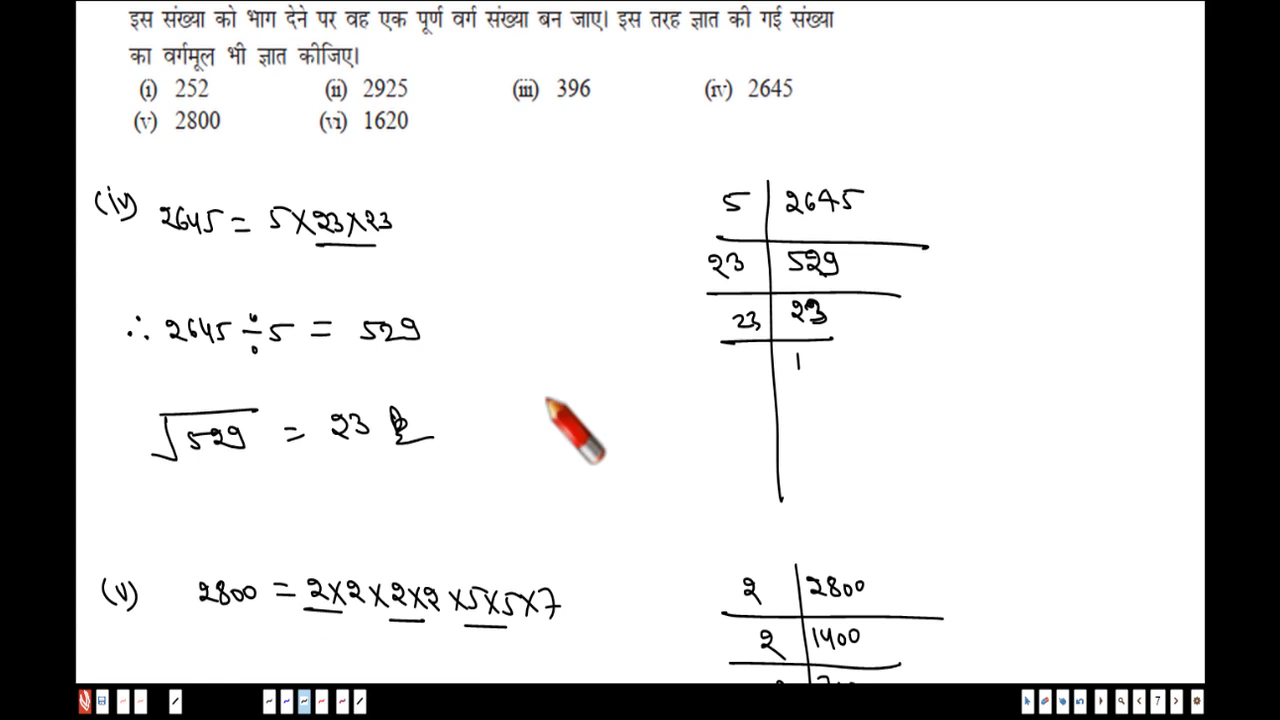 इस संख्या को भाग देने पर वह एक पूर्ण वर्ग संख्या बन जाए। इस तरह ज्ञात की गई संख्या
का वर्गमूल भी ज्ञात कीजिए।
(i) 252 (ii) 2925 (iii) 396 (iv) 2645
(v) 2800 (vi) 1620
(iv) 2645 = 5×23×23
∴ 2645 ÷ 5 = 529
√529 = 23
5 | 2645
23 | 529
23 | 23
1
(v) 2800 = 2×2×2×2×5×5×7
2 | 2800
2 | 1400
7